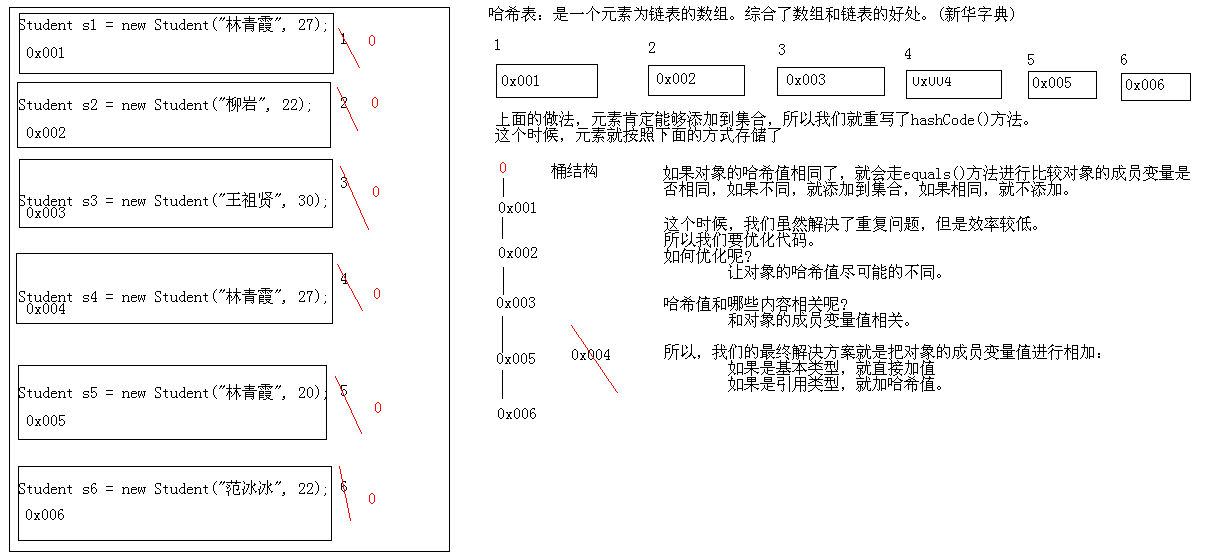 Student s1 = new Student("林青霞", 27);
0x001
1
0
Student s2 = new Student("柳岩", 22);
0x002
2
0
Student s3 = new Student("王祖贤", 30);
0x003
3
0
Student s4 = new Student("林青霞", 27);
0x004
4
0
Student s5 = new Student("林青霞", 20);
0x005
5
0
Student s6 = new Student("范冰冰", 22);
0x006
6
0
哈希表: 是一个元素为链表的数组。综合了数组和链表的好处。(新华字典)
1 2 3 4 5 6
0x001 0x002 0x003 0x004 0x005 0x006
上面的做法，元素肯定能够添加到集合，所以我们就重写了hashCode()方法。
这个时候，元素就按照下面的方式存储了
0 桶结构
0x001
0x002
0x003
0x005 0x004
0x006
如果对象的哈希值相同了，就会走equals()方法进行比较对象的成员变量是
否相同，如果不同，就添加到集合，如果相同，就不添加。
这个时候，我们虽然解决了重复问题，但是效率较低。
所以我们要优化代码。
如何优化呢?
让对象的哈希值尽可能的不同。
哈希值和哪些内容相关呢?
和对象的成员变量值相关。
所以，我们的最终解决方案就是把对象的成员变量值进行相加:
如果是基本类型，就直接加值
如果是引用类型，就加哈希值。